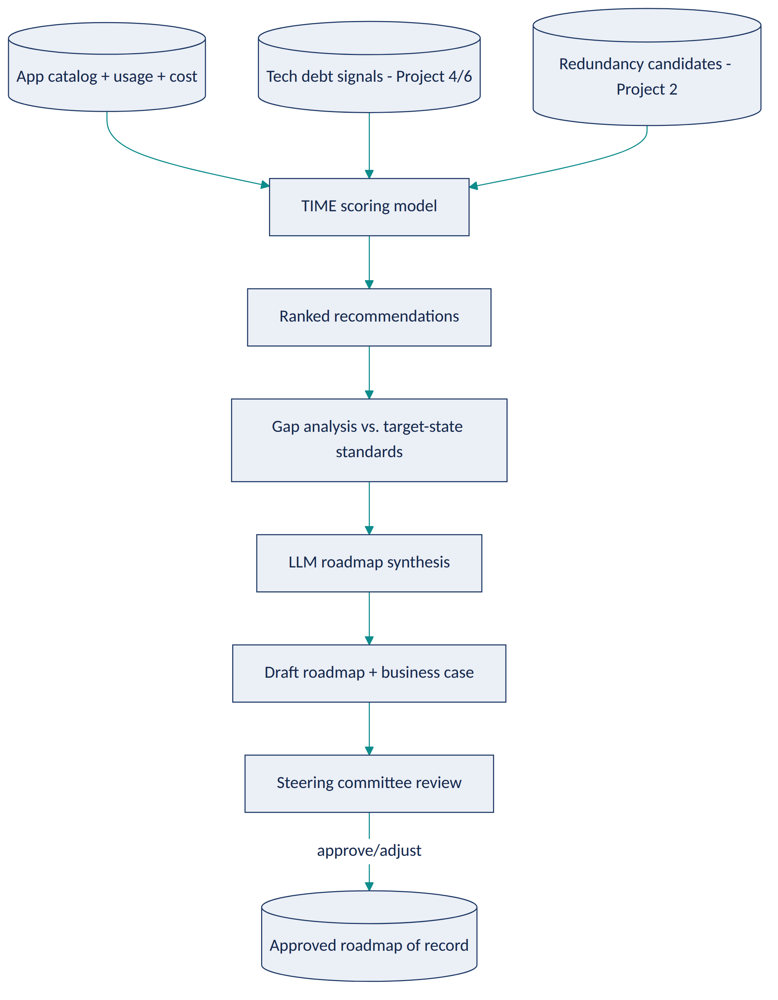 App catalog + usage + cost
Tech debt signals - Project 4/6
Redundancy candidates -
Project 2
TIME scoring model
Ranked recommendations
Gap analysis vs. target-state
standards
LLM roadmap synthesis
Draft roadmap + business case
Steering committee review
approve/adjust
Approved roadmap of record